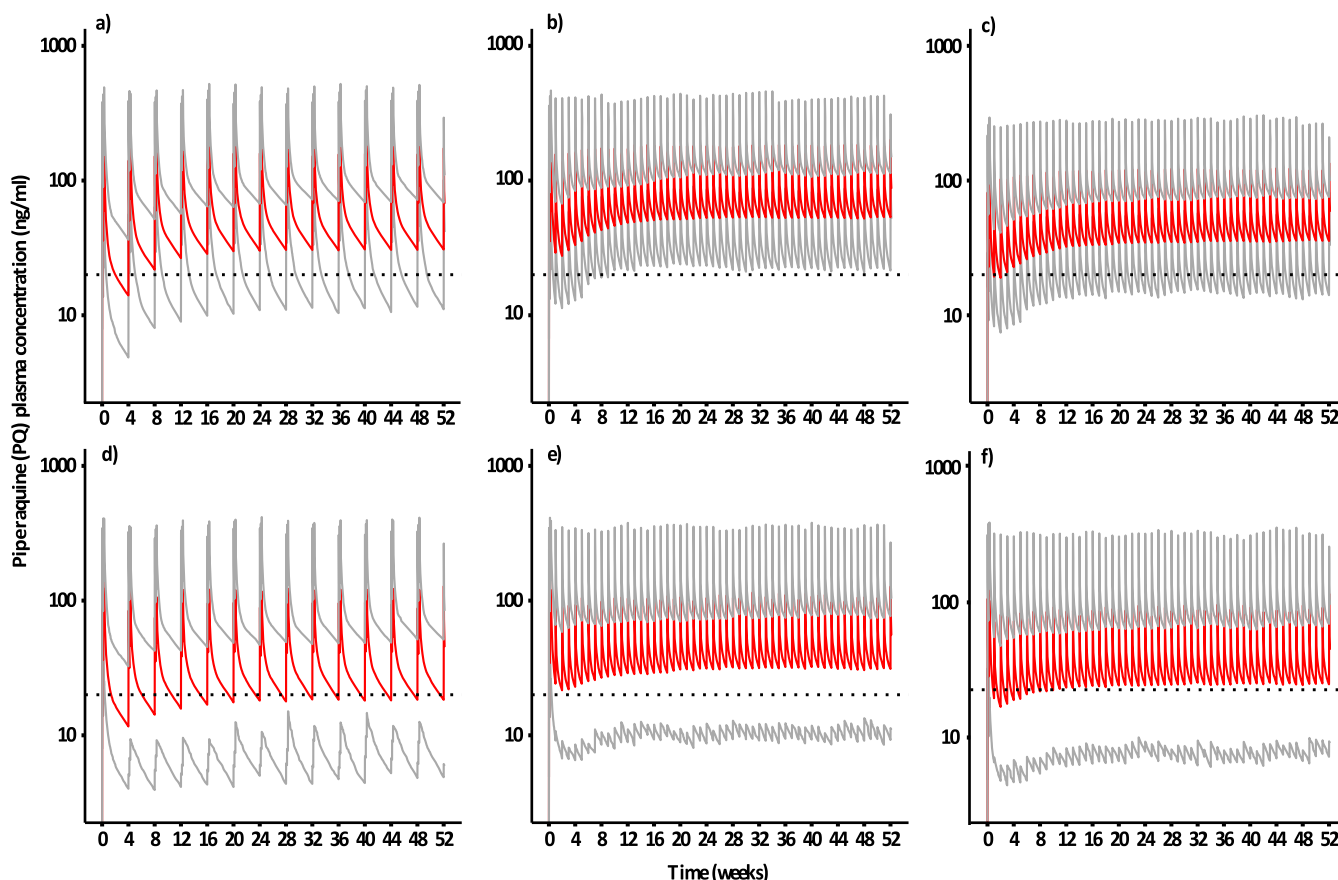 a) b) c)
1000 1000 1000
100 100 100
10 10 10
0 4 8 12 16 20 24 28 32 36 40 44 48 52 0 4 8 12 16 20 24 28 32 36 40 44 48 52 0 4 8 12 16 20 24 28 32 36 40 44 48 52
d) e) f)
1000 1000 1000
100 100 100
10 10 10
0 4 8 12 16 20 24 28 32 36 40 44 48 52 0 4 8 12 16 20 24 28 32 36 40 44 48 52 0 4 8 12 16 20 24 28 32 36 40 44 48 52
Piperaquine (PQ) plasma concentration (ng/ml)
Time (weeks)